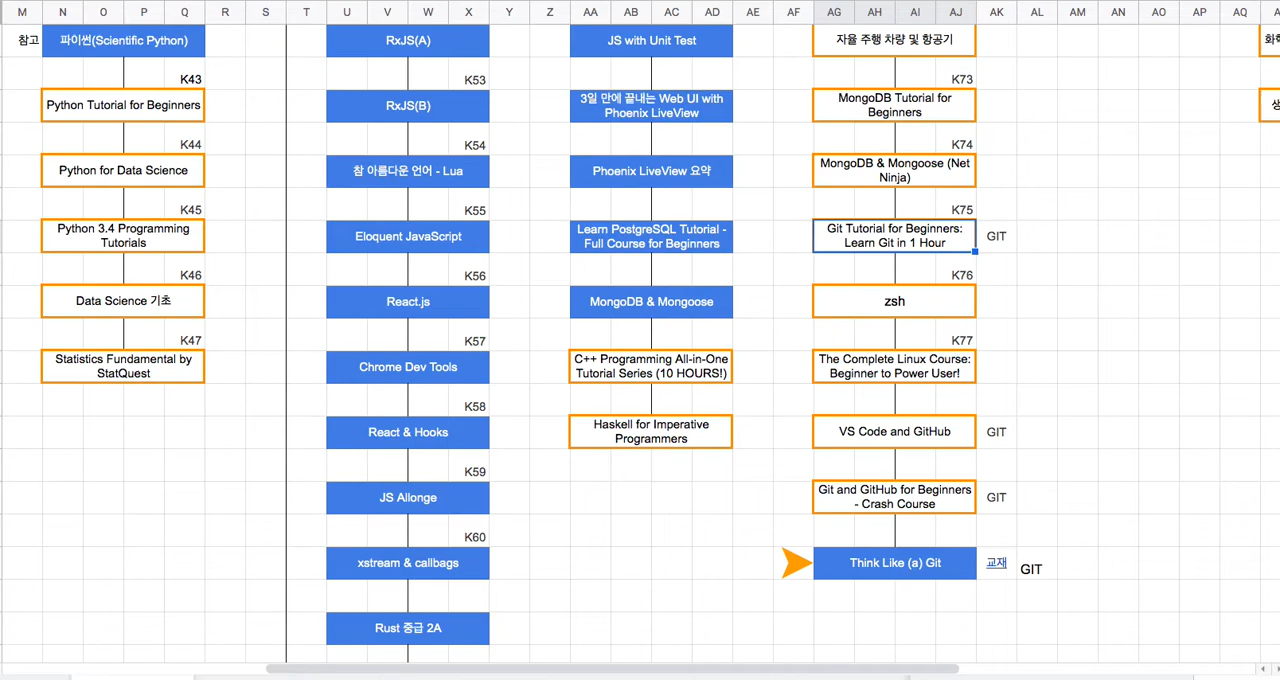 M N O P Q R S T U V W X Y Z AA AB AC AD AE AF AG AH AI AJ AK AL AM AN AO AP AQ
참고 파이썬(Scientific Python) RxJS(A) JS with Unit Test 자율 주행 차량 및 항공기
K43 K53 K73
Python Tutorial for Beginners RxJS(B)
3일 만에 끝내는 Web UI with
Phoenix LiveView
MongoDB Tutorial for
Beginners
생
K44 K54 K74
Python for Data Science 참 아름다운 언어 - Lua Phoenix LiveView 요약
MongoDB & Mongoose (Net
Ninja)
K45 K55 K75
Python 3.4 Programming
Tutorials
Eloquent JavaScript
Learn PostgreSQL Tutorial -
Full Course for Beginners
Git Tutorial for Beginners:
Learn Git in 1 Hour
GIT
K46 K56 K76
Data Science 기초 React.js MongoDB & Mongoose zsh
K47 K57 K77
Statistics Fundamental by
StatQuest
Chrome Dev Tools
C++ Programming All-in-One
Tutorial Series (10 HOURS!)
The Complete Linux Course:
Beginner to Power User!
K58
React & Hooks
Haskell for Imperative
Programmers
VS Code and GitHub GIT
K59
JS Allonge
Git and GitHub for Beginners
- Crash Course
GIT
K60
xstream & callbags Think Like (a) Git 교재 GIT
Rust 중급 2A